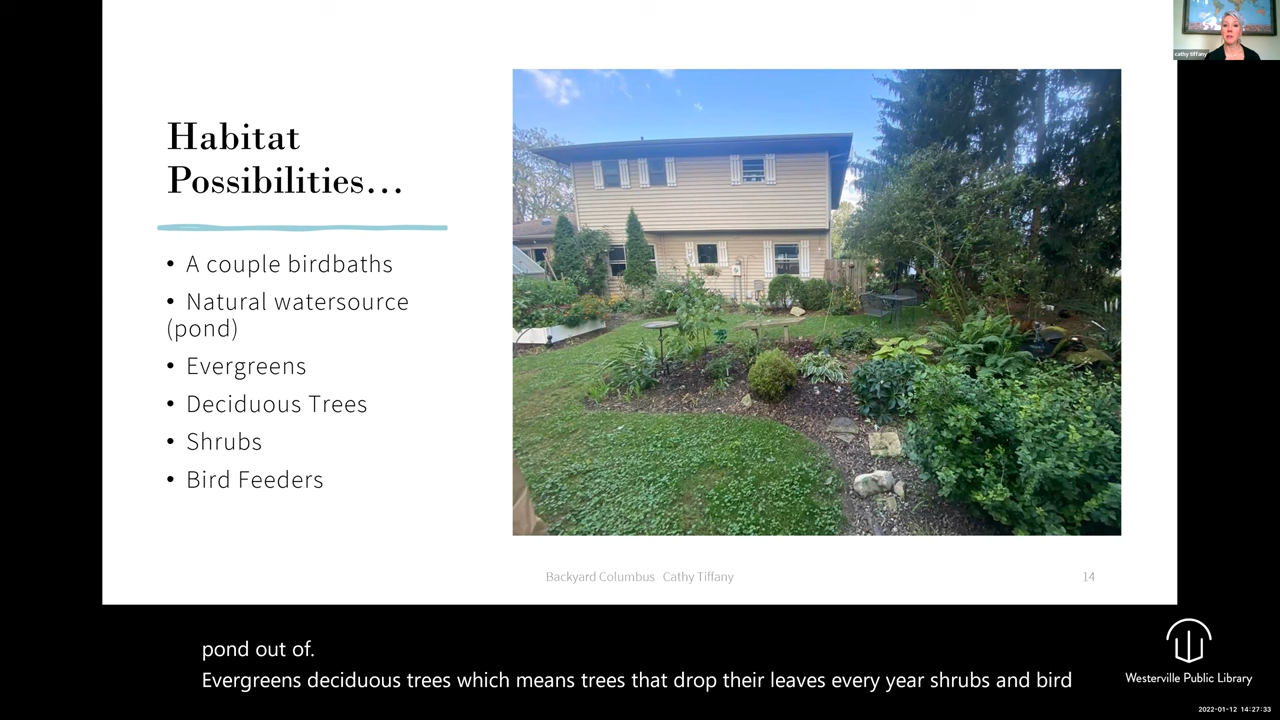 cathy tiffany
Habitat
Possibilities...
• A couple birdbaths
• Natural watersource
(pond)
• Evergreens
• Deciduous Trees
• Shrubs
• Bird Feeders
Backyard Columbus Cathy Tiffany
14
pond out of.
Evergreens deciduous trees which means trees that drop their leaves every year shrubs and bird
Westerville Public Library
2022-01-12 14:27:33